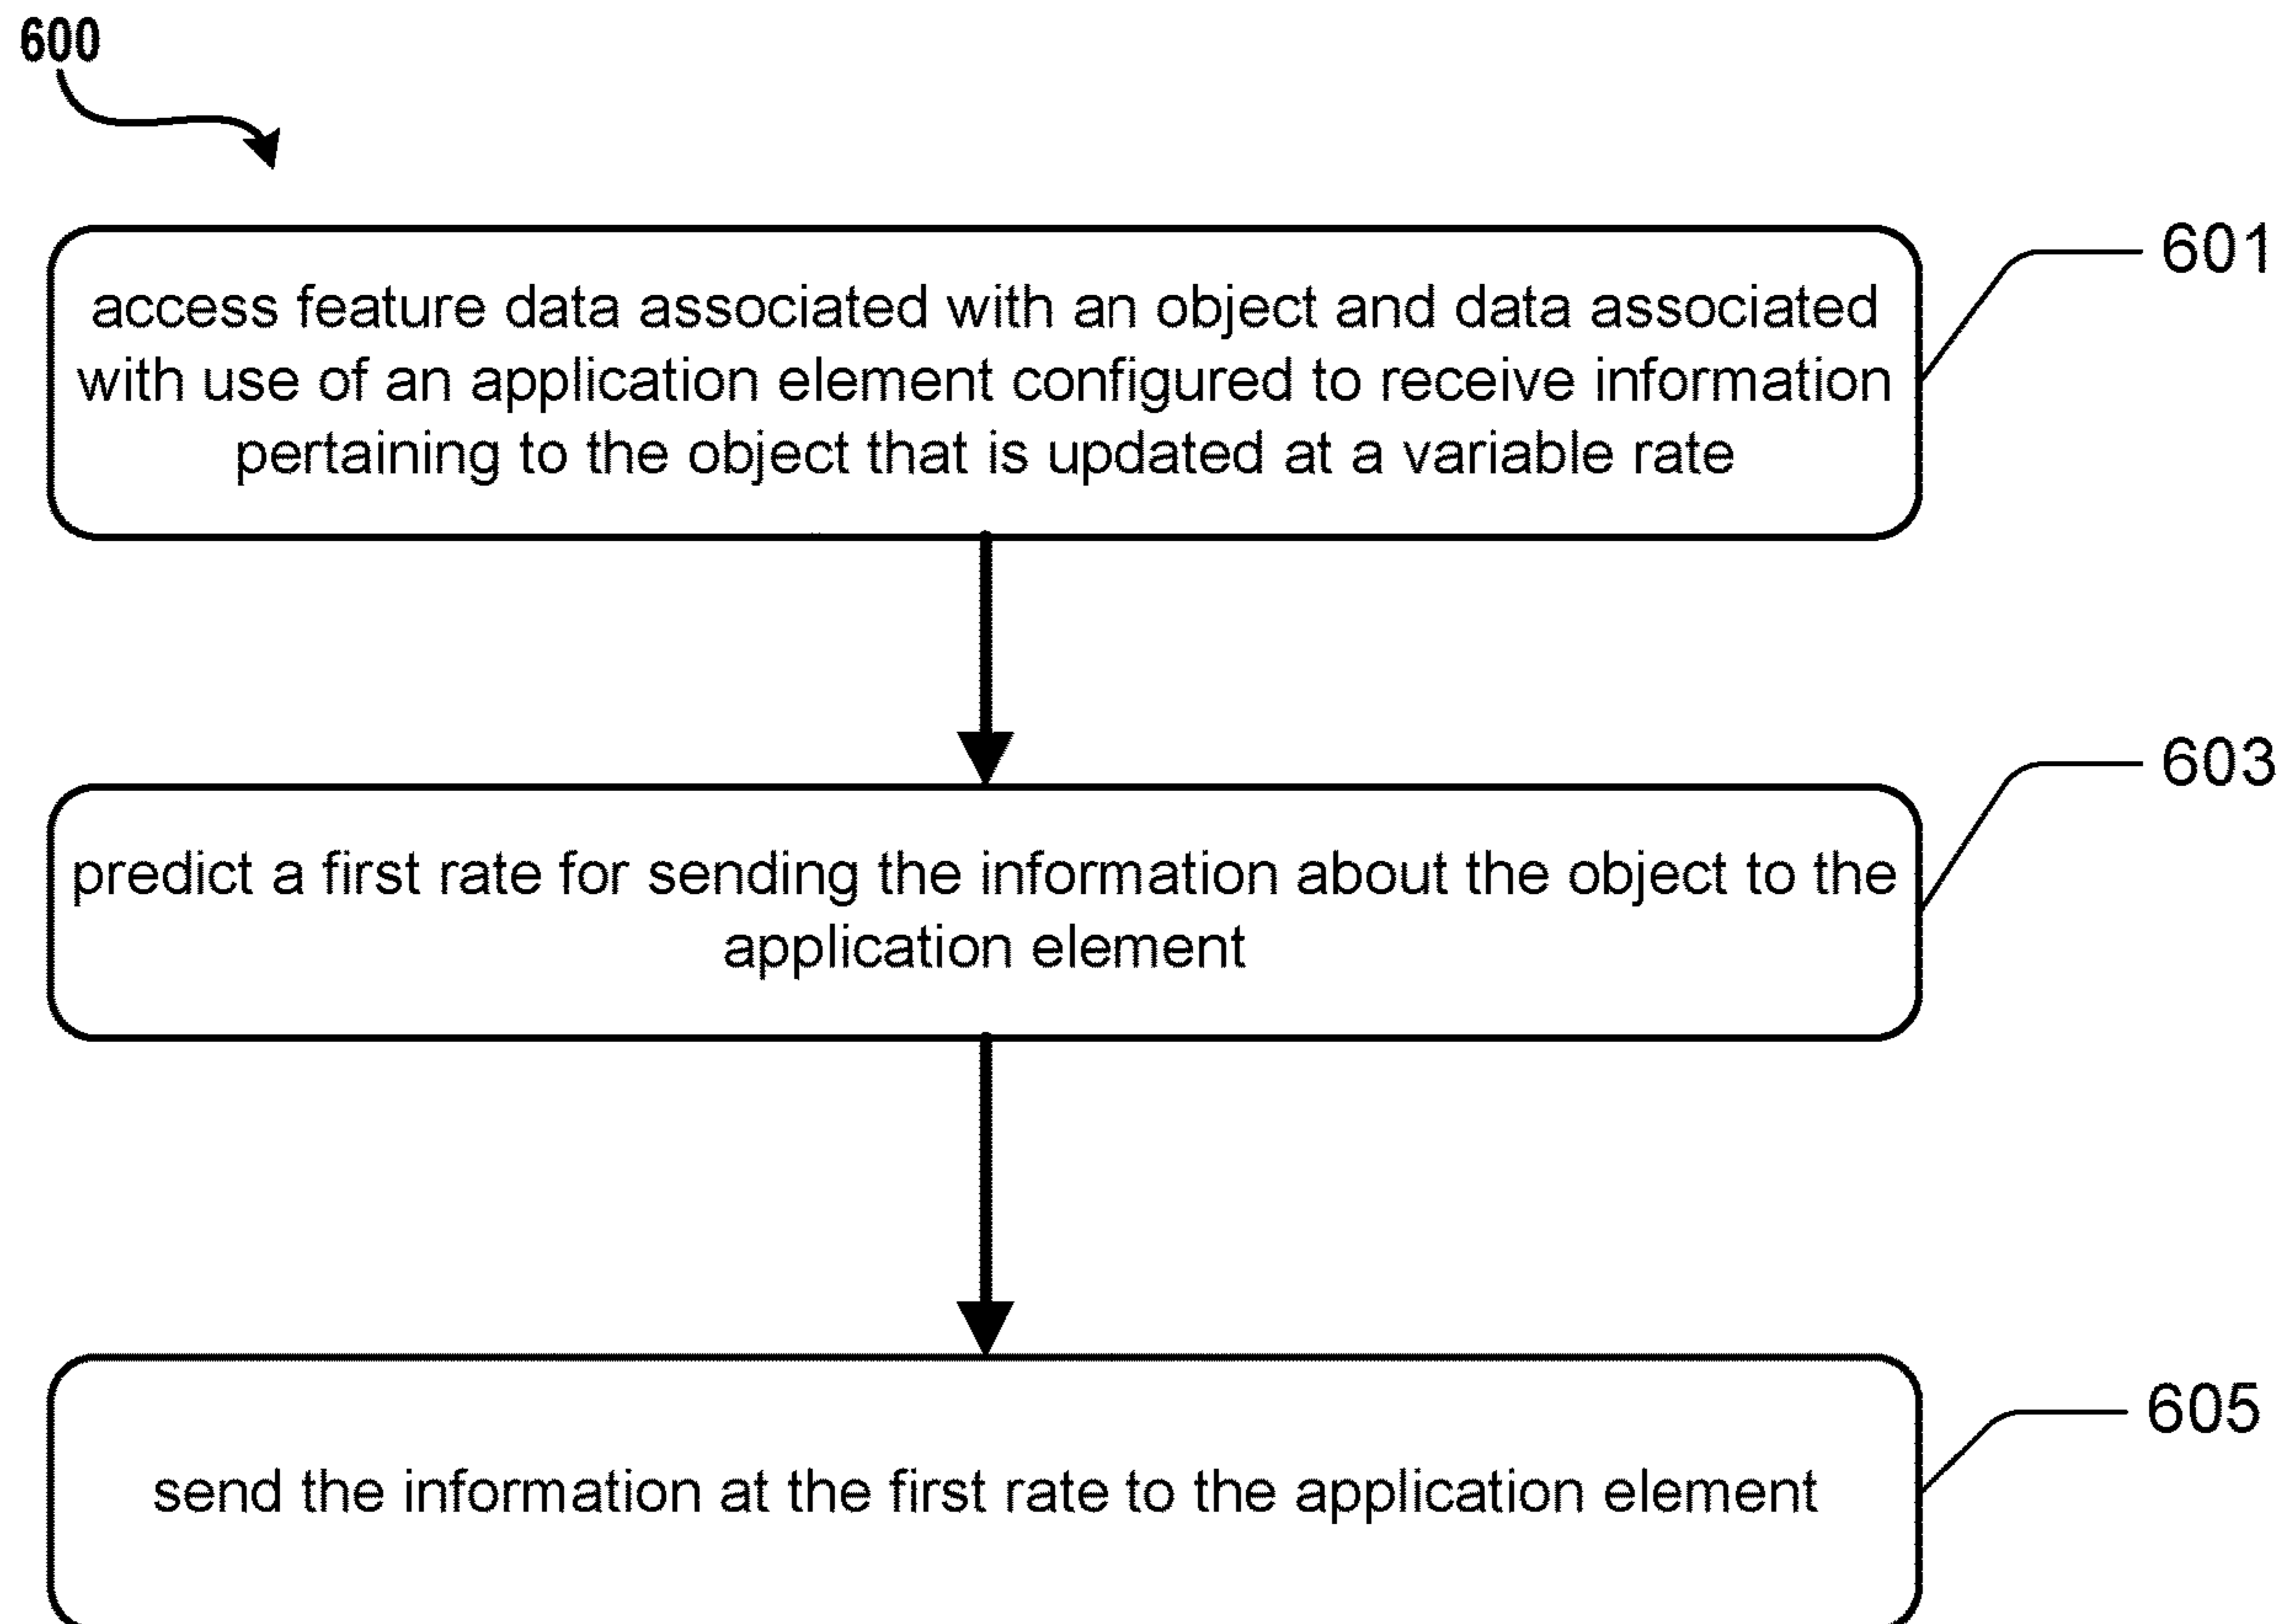 600
601
access feature data associated with an object and data associated
with use of an application element configured to receive information
pertaining to the object that is updated at a variable rate
603
predict a first rate for sending the information about the object to the
application element
605
send the information at the first rate to the application element